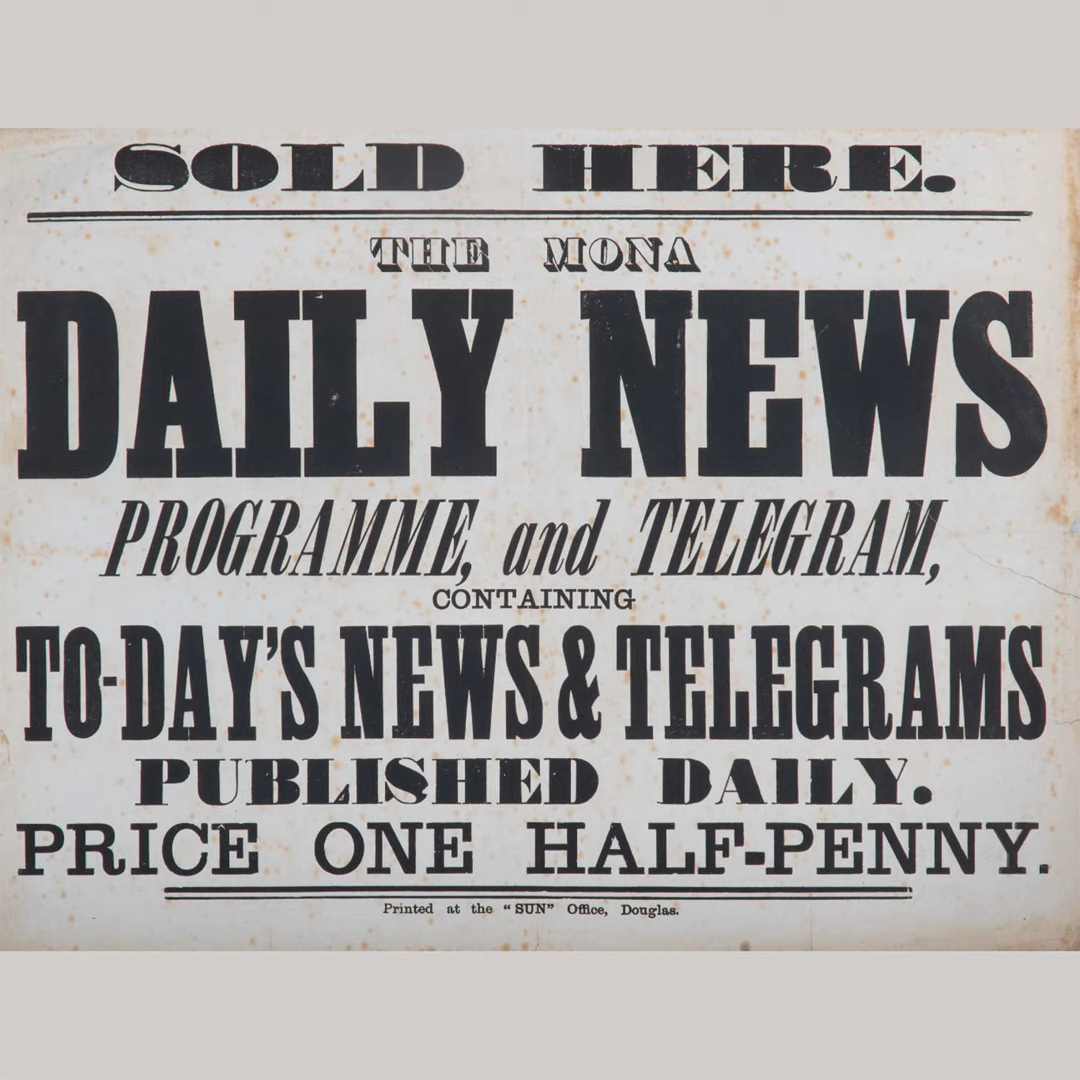 SOLD HERE.
THE MONA
DAILY NEWS
PROGRAMME, and TELEGRAM,
CONTAINING
TO-DAY'S NEWS & TELEGRAMS
PUBLISHED DAILY.
PRICE ONE HALF-PENNY.
Printed at the "SUN" Office, Douglas.